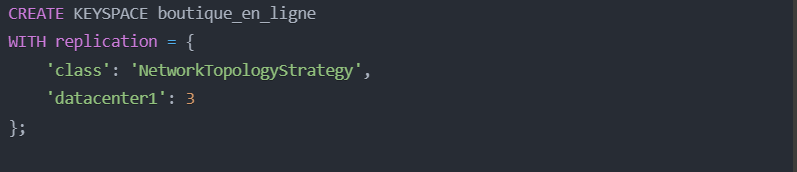 CREATE KEYSPACE boutique_en_ligne
WITH replication = {
    'class': 'NetworkTopologyStrategy',
    'datacenter1': 3
};